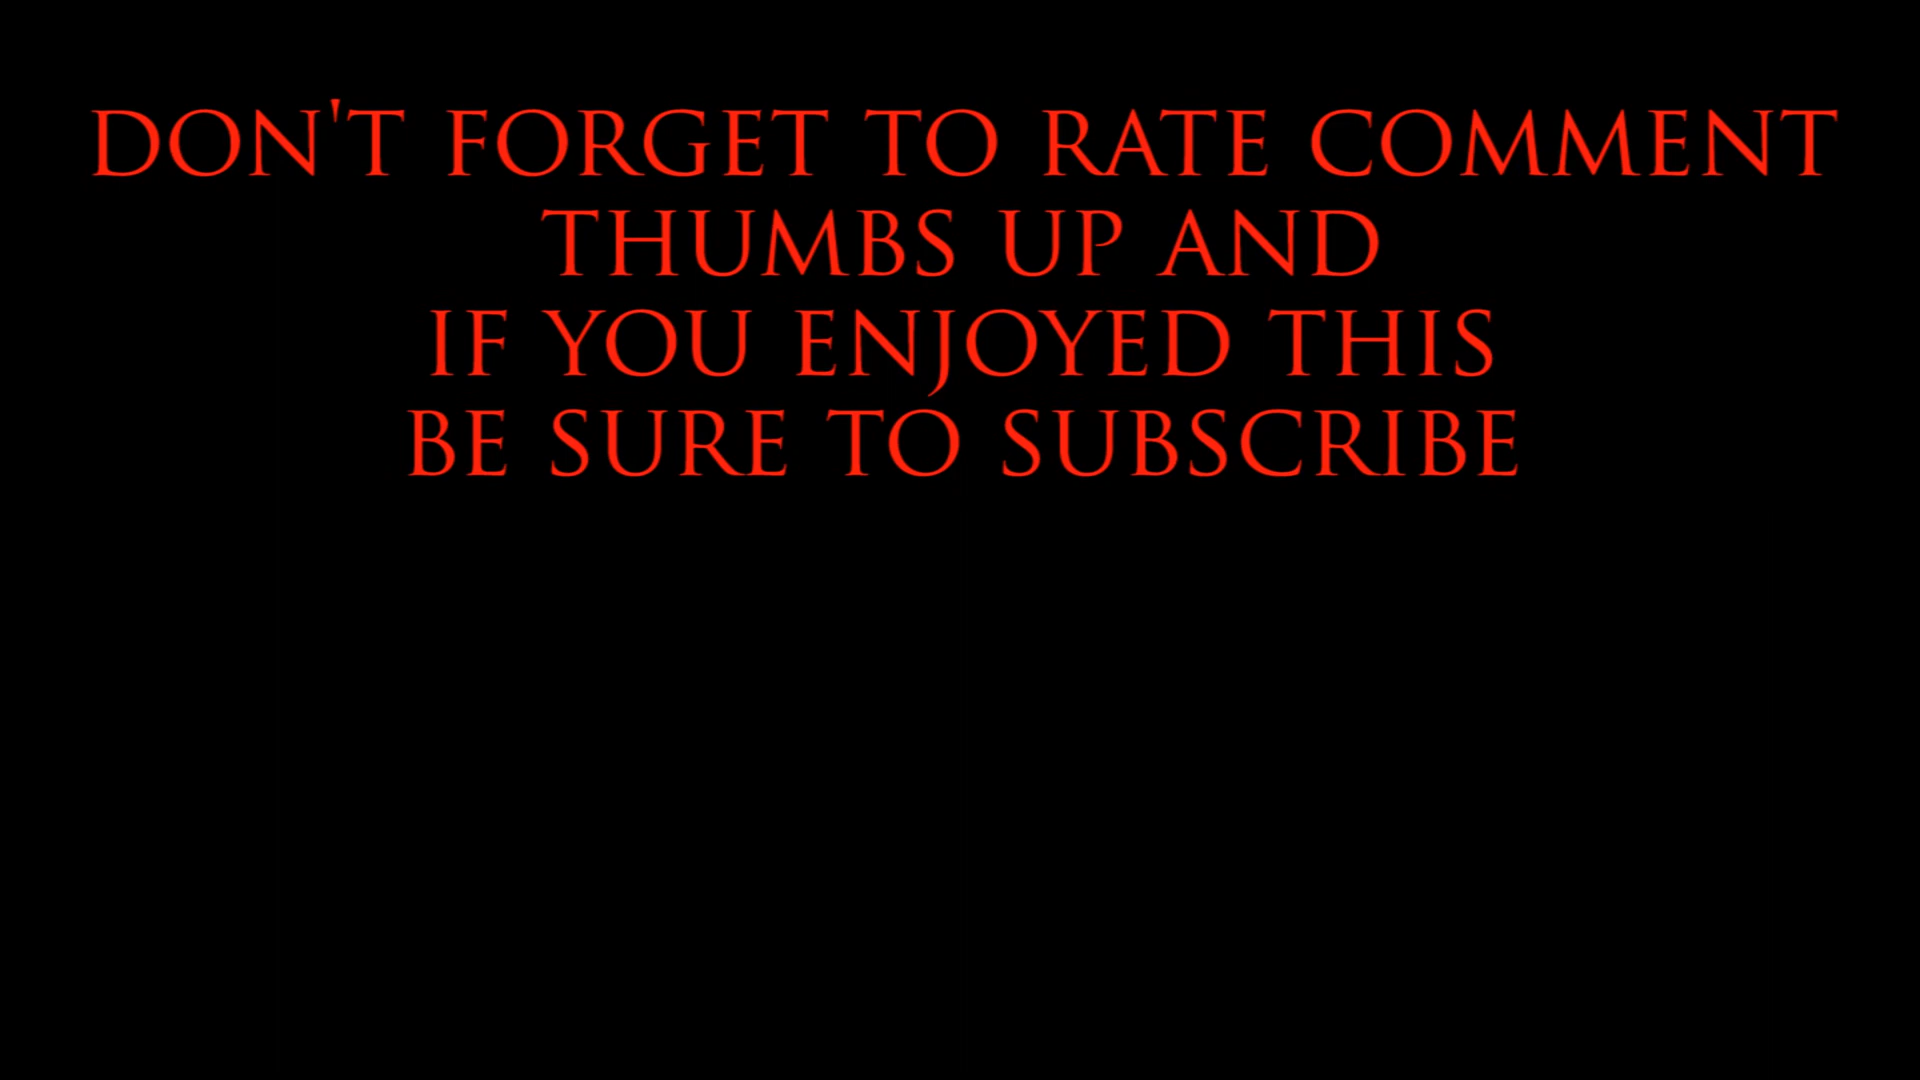 DON'T FORGET TO RATE COMMENT
THUMBS UP AND
IF YOU ENJOYED THIS
BE SURE TO SUBSCRIBE